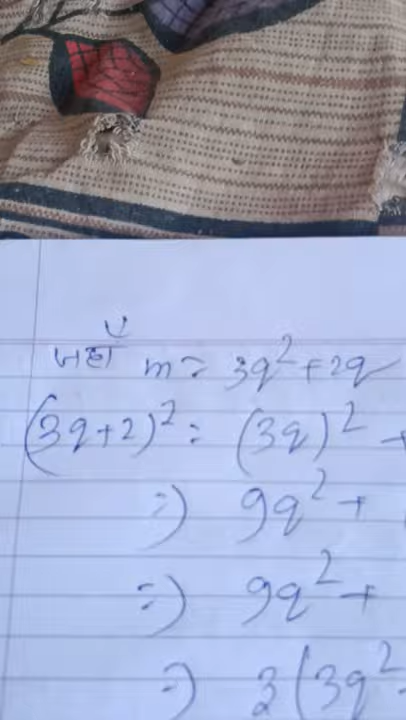 जहाँ m = 3q² + 2q
(3q+2)² = (3q)² +
=) 9q² +
=) 9q² +
=) 3(3q²